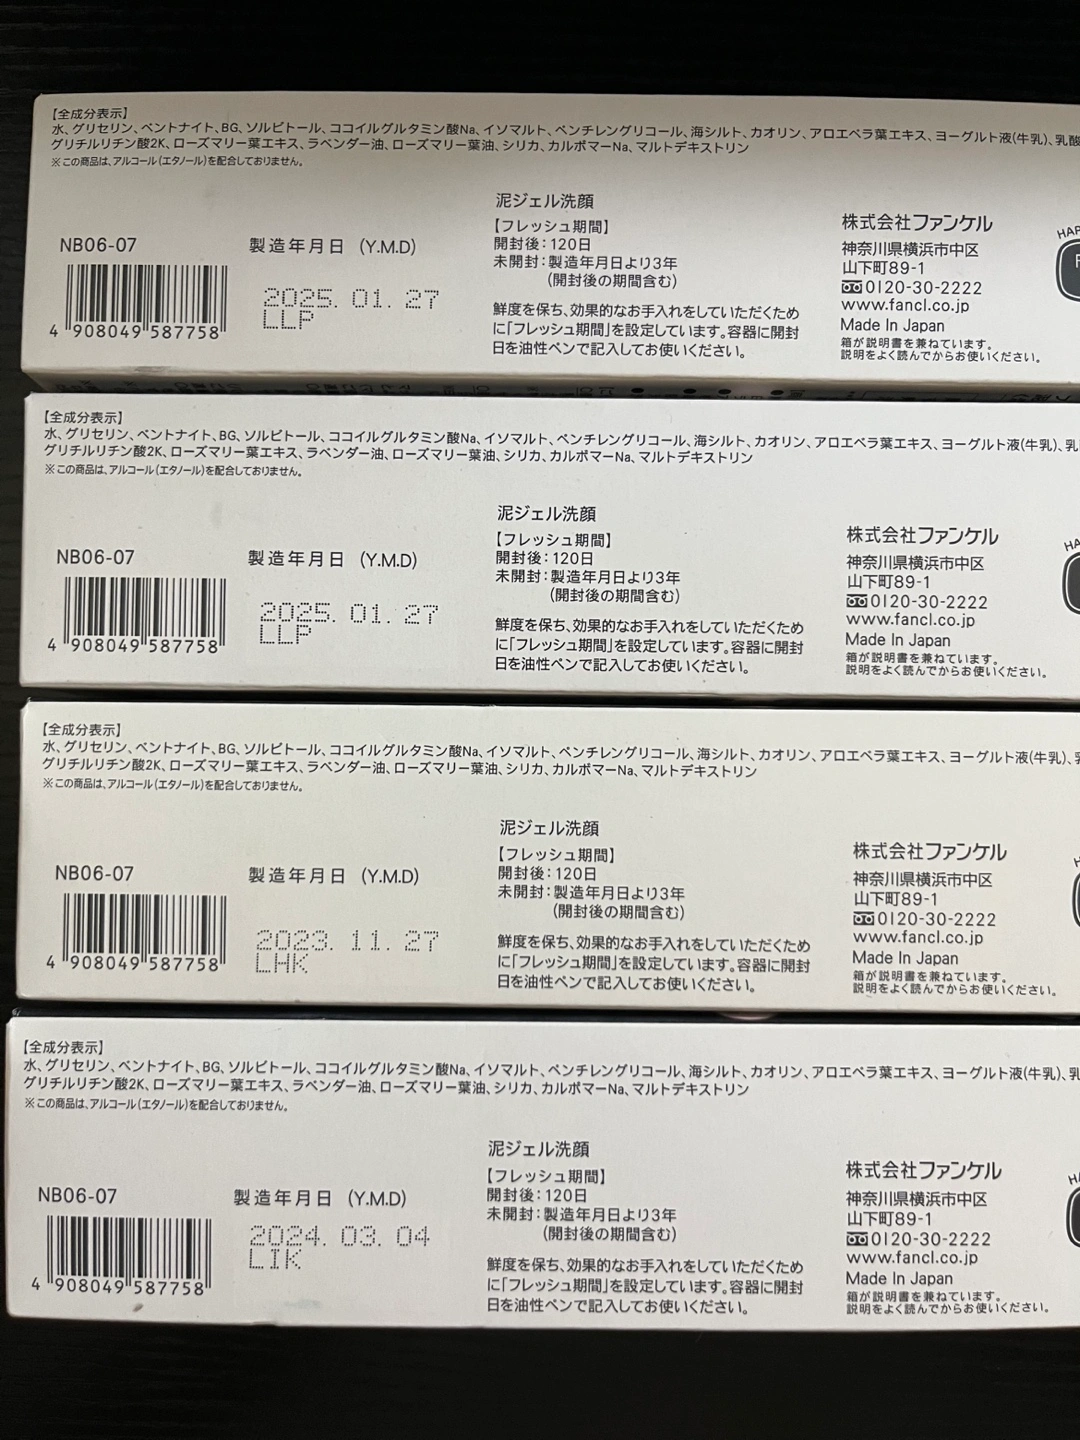 【全成分表示】
水、グリセリン、ベントナイト、BG、ソルビトール、ココイルグルタミン酸Na、イソマルト、ペンチレングリコール、海シルト、カオリン、アロエベラ葉エキス、ヨーグルト液(牛乳)、乳酸
グリチルリチン酸2K、ローズマリー葉エキス、ラベンダー油、ローズマリー葉油、シリカ、カルボマーNa、マルトデキストリン
※この商品は、アルコール(エタノール)を配合しておりません。
NB06-07
4 908049 587758
製造年月日 (Y.M.D)
2025. 01. 27
LLP
泥ジェル洗顔
【フレッシュ期間】
開封後：120日
未開封：製造年月日より3年
(開封後の期間含む)
鮮度を保ち、効果的なお手入れをしていただくため
に「フレッシュ期間」を設定しています。容器に開封
日を油性ペンで記入してお使いください。
株式会社ファンケル
神奈川県横浜市中区
山下町89-1
0120-30-2222
www.fancl.co.jp
Made In Japan
箱が説明書を兼ねています。
説明をよく読んでからお使いください。
【全成分表示】
水、グリセリン、ベントナイト、BG、ソルビトール、ココイルグルタミン酸Na、イソマルト、ペンチレングリコール、海シルト、カオリン、アロエベラ葉エキス、ヨーグルト液(牛乳)、乳
グリチルリチン酸2K、ローズマリー葉エキス、ラベンダー油、ローズマリー葉油、シリカ、カルボマーNa、マルトデキストリン
※この商品は、アルコール(エタノール)を配合しておりません。
NB06-07
4 908049 587758
製造年月日 (Y.M.D)
2025. 01. 27
LLP
泥ジェル洗顔
【フレッシュ期間】
開封後：120日
未開封：製造年月日より3年
(開封後の期間含む)
鮮度を保ち、効果的なお手入れをしていただくため
に「フレッシュ期間」を設定しています。容器に開封
日を油性ペンで記入してお使いください。
株式会社ファンケル
神奈川県横浜市中区
山下町89-1
0120-30-2222
www.fancl.co.jp
Made In Japan
箱が説明書を兼ねています。
説明をよく読んでからお使いください。
【全成分表示】
水、グリセリン、ベントナイト、BG、ソルビトール、ココイルグルタミン酸Na、イソマルト、ペンチレングリコール、海シルト、カオリン、アロエベラ葉エキス、ヨーグルト液(牛乳)、
グリチルリチン酸2K、ローズマリー葉エキス、ラベンダー油、ローズマリー葉油、シリカ、カルボマーNa、マルトデキストリン
※この商品は、アルコール(エタノール)を配合しておりません。
NB06-07
4 908049 587758
製造年月日 (Y.M.D)
2023. 11. 27
LHK
泥ジェル洗顔
【フレッシュ期間】
開封後：120日
未開封：製造年月日より3年
(開封後の期間含む)
鮮度を保ち、効果的なお手入れをしていただくため
に「フレッシュ期間」を設定しています。容器に開封
日を油性ペンで記入してお使いください。
株式会社ファンケル
神奈川県横浜市中区
山下町89-1
0120-30-2222
www.fancl.co.jp
Made In Japan
箱が説明書を兼ねています。
説明をよく読んでからお使いください。
【全成分表示】
水、グリセリン、ベントナイト、BG、ソルビトール、ココイルグルタミン酸Na、イソマルト、ペンチレングリコール、海シルト、カオリン、アロエベラ葉エキス、ヨーグルト液(牛乳)、乳
グリチルリチン酸2K、ローズマリー葉エキス、ラベンダー油、ローズマリー葉油、シリカ、カルボマーNa、マルトデキストリン
※この商品は、アルコール(エタノール)を配合しておりません。
NB06-07
4 908049 587758
製造年月日 (Y.M.D)
2024. 03. 04
LIK
泥ジェル洗顔
【フレッシュ期間】
開封後：120日
未開封：製造年月日より3年
(開封後の期間含む)
鮮度を保ち、効果的なお手入れをしていただくため
に「フレッシュ期間」を設定しています。容器に開封
日を油性ペンで記入してお使いください。
株式会社ファンケル
神奈川県横浜市中区
山下町89-1
0120-30-2222
www.fancl.co.jp
Made In Japan
箱が説明書を兼ねています。
説明をよく読んでからお使いください。